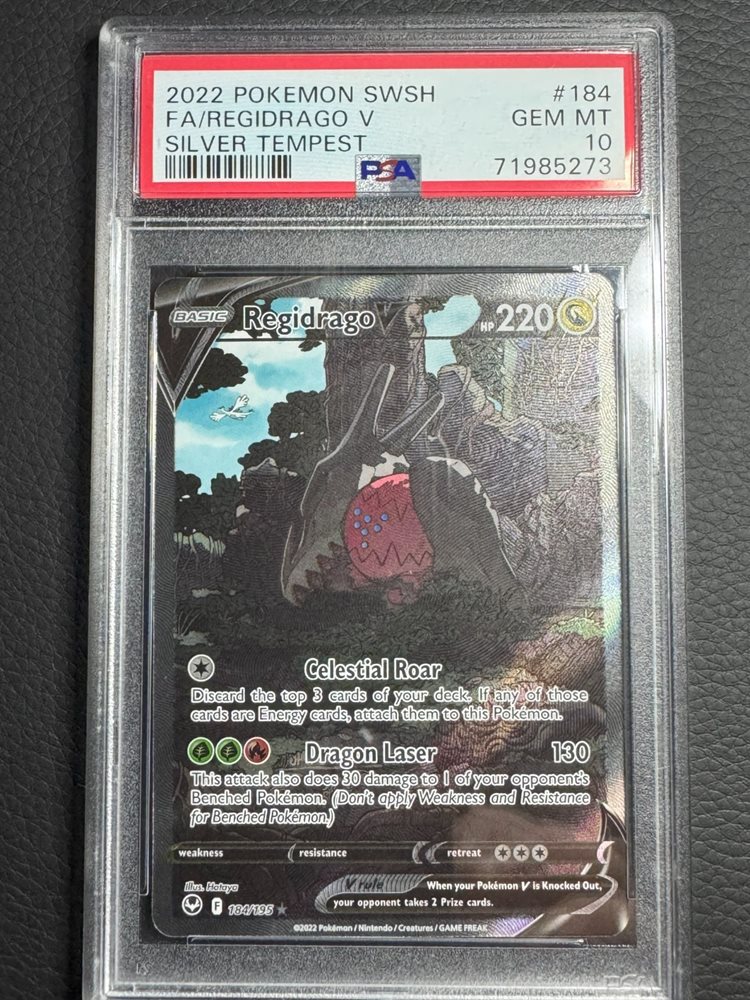 2022 POKEMON SWSH #184
FA/REGIDRAGO V GEM MT
SILVER TEMPEST 10
PSA 71985273
BASIC Regidrago V HP 220
Celestial Roar
Discard the top 3 cards of your deck. If any of those
cards are Energy cards, attach them to this Pokémon.
Dragon Laser 130
This attack also does 30 damage to 1 of your opponent's
Benched Pokémon. (Don't apply Weakness and Resistance
for Benched Pokémon.)
weakness resistance retreat
Illus. Hataya
F 184/195 ★
V rule When your Pokémon V is Knocked Out,
your opponent takes 2 Prize cards.
©2022 Pokémon / Nintendo / Creatures / GAME FREAK